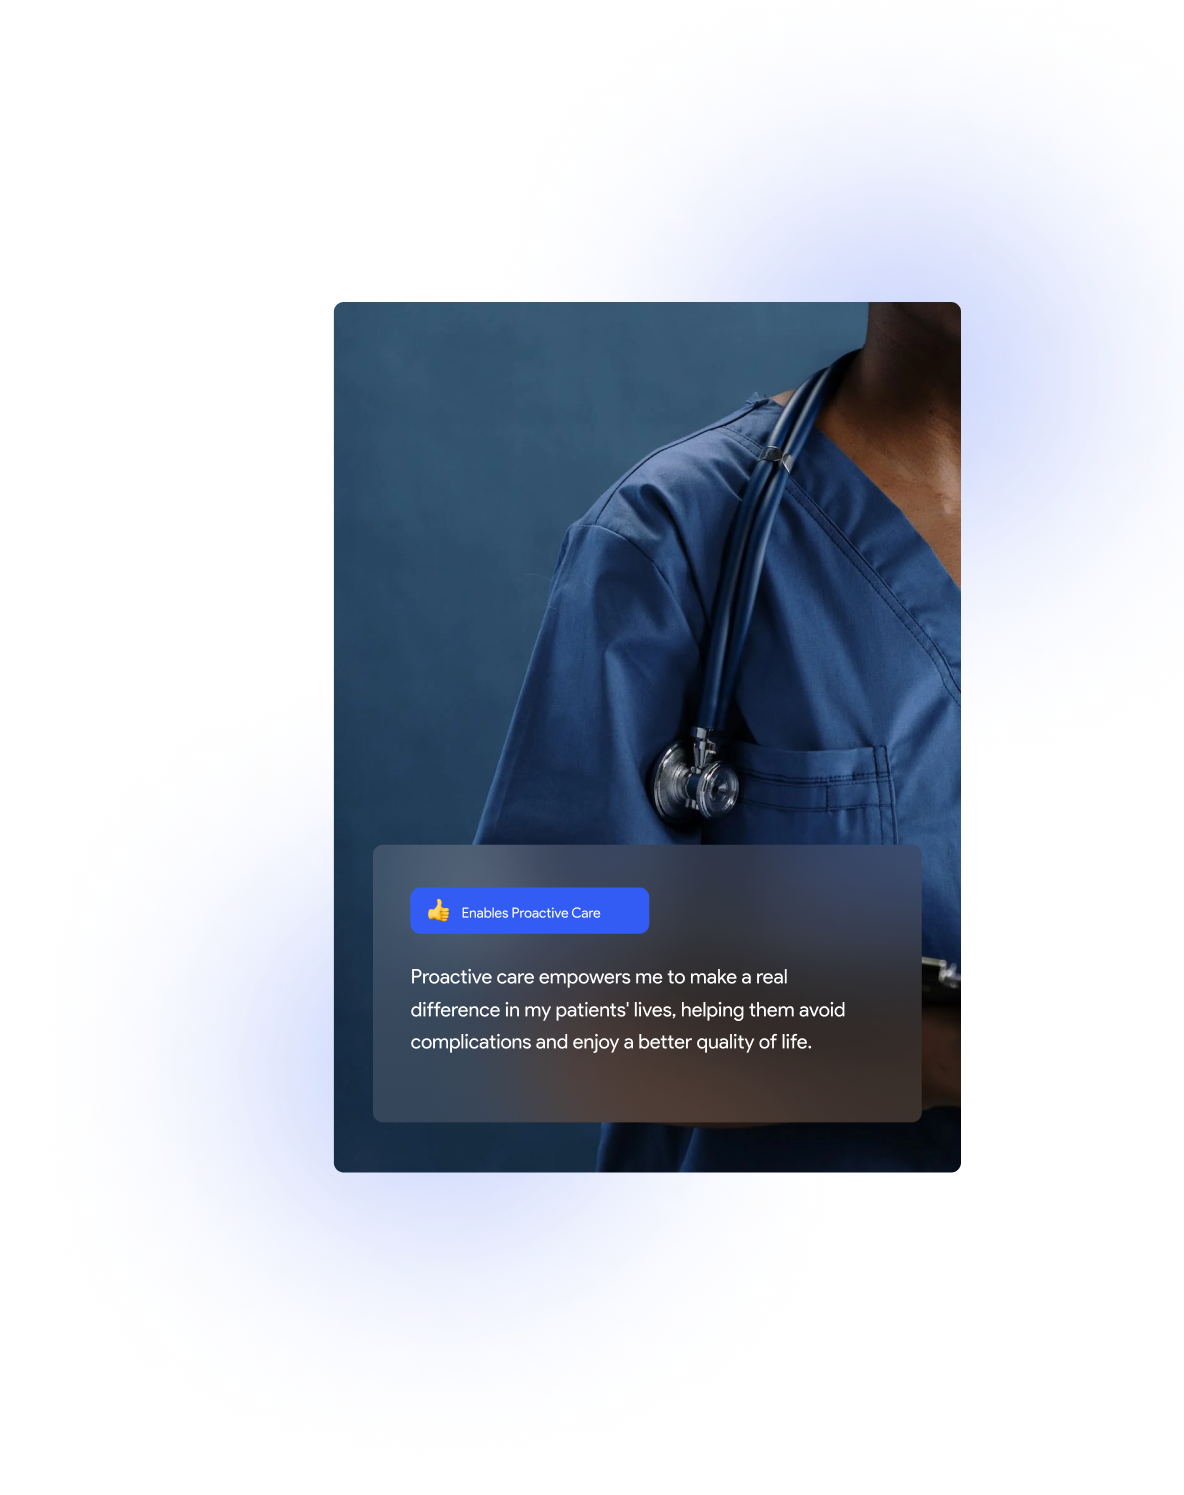 👍 Enables Proactive Care
Proactive care empowers me to make a real
difference in my patients' lives, helping them avoid
complications and enjoy a better quality of life.